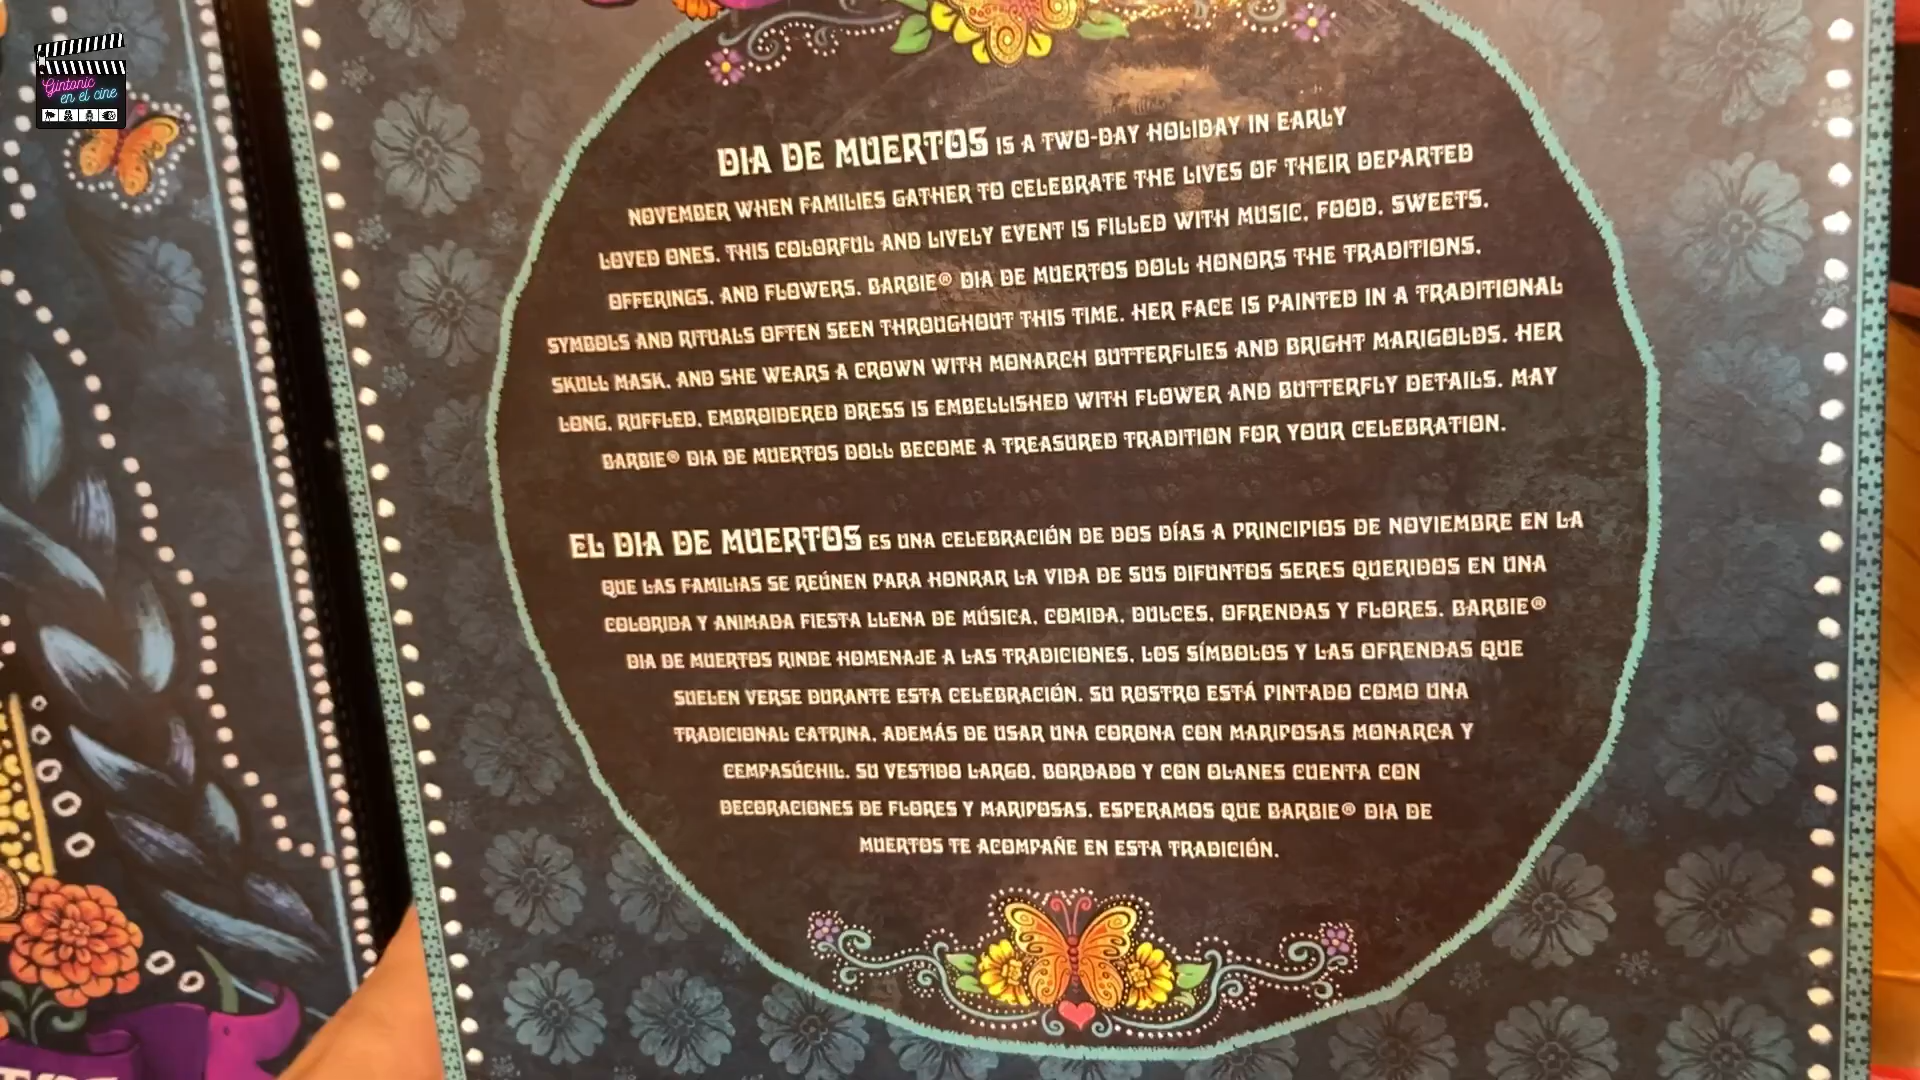 Gintonic
en el cine
DIA DE MUERTOS IS A TWO-DAY HOLIDAY IN EARLY
NOVEMBER WHEN FAMILIES GATHER TO CELEBRATE THE LIVES OF THEIR DEPARTED
LOVED ONES. THIS COLORFUL AND LIVELY EVENT IS FILLED WITH MUSIC, FOOD, SWEETS,
OFFERINGS, AND FLOWERS. BARBIE® DIA DE MUERTOS DOLL HONORS THE TRADITIONS,
SYMBOLS AND RITUALS OFTEN SEEN THROUGHOUT THIS TIME. HER FACE IS PAINTED IN A TRADITIONAL
SKULL MASK, AND SHE WEARS A CROWN WITH MONARCH BUTTERFLIES AND BRIGHT MARIGOLDS. HER
LONG, RUFFLED, EMBROIDERED DRESS IS EMBELLISHED WITH FLOWER AND BUTTERFLY DETAILS. MAY
BARBIE® DIA DE MUERTOS DOLL BECOME A TREASURED TRADITION FOR YOUR CELEBRATION.
EL DIA DE MUERTOS ES UNA CELEBRACIÓN DE DOS DÍAS A PRINCIPIOS DE NOVIEMBRE EN LA
QUE LAS FAMILIAS SE REÚNEN PARA HONRAR LA VIDA DE SUS DIFUNTOS SERES QUERIDOS EN UNA
COLORIDA Y ANIMADA FIESTA LLENA DE MÚSICA, COMIDA, DULCES, OFRENDAS Y FLORES. BARBIE®
DIA DE MUERTOS RINDE HOMENAJE A LAS TRADICIONES, LOS SÍMBOLOS Y LAS OFRENDAS QUE
SUELEN VERSE DURANTE ESTA CELEBRACIÓN. SU ROSTRO ESTÁ PINTADO COMO UNA
TRADICIONAL CATRINA, ADEMÁS DE USAR UNA CORONA CON MARIPOSAS MONARCA Y
CEMPASÚCHIL. SU VESTIDO LARGO, BORDADO Y CON OLANES CUENTA CON
DECORACIONES DE FLORES Y MARIPOSAS. ESPERAMOS QUE BARBIE® DIA DE
MUERTOS TE ACOMPAÑE EN ESTA TRADICIÓN.